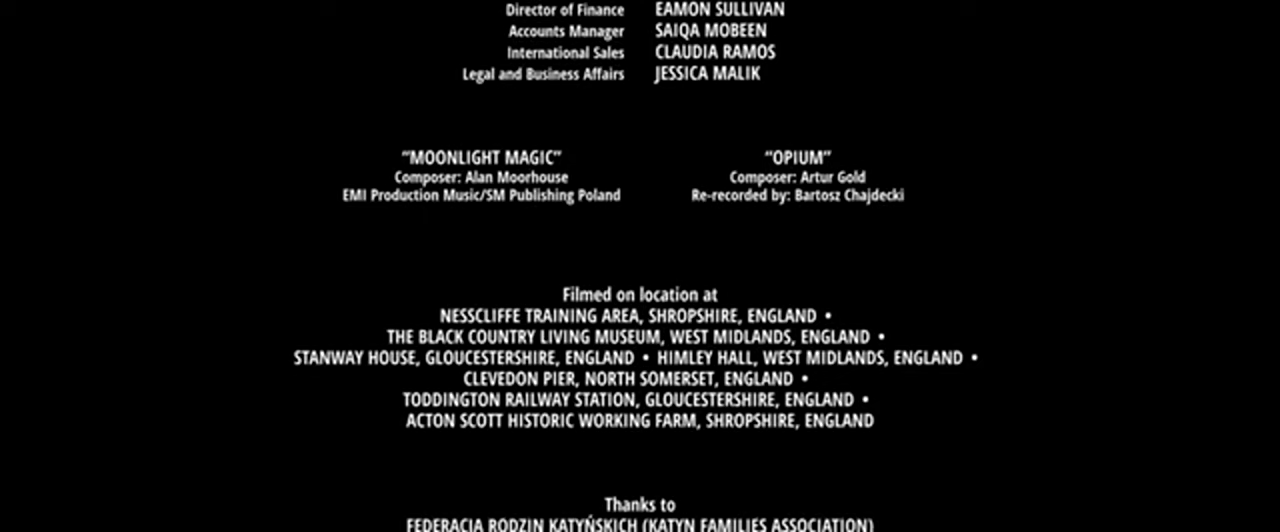 Director of Finance EAMON SULLIVAN
Accounts Manager SAIQA MOBEEN
International Sales CLAUDIA RAMOS
Legal and Business Affairs JESSICA MALIK
“MOONLIGHT MAGIC”
Composer: Alan Moorhouse
EMI Production Music/SM Publishing Poland
“OPIUM”
Composer: Artur Gold
Re-recorded by: Bartosz Chajdecki
Filmed on location at
NESSCLIFFE TRAINING AREA, SHROPSHIRE, ENGLAND •
THE BLACK COUNTRY LIVING MUSEUM, WEST MIDLANDS, ENGLAND •
STANWAY HOUSE, GLOUCESTERSHIRE, ENGLAND • HIMLEY HALL, WEST MIDLANDS, ENGLAND •
CLEVEDON PIER, NORTH SOMERSET, ENGLAND •
TODDINGTON RAILWAY STATION, GLOUCESTERSHIRE, ENGLAND •
ACTON SCOTT HISTORIC WORKING FARM, SHROPSHIRE, ENGLAND
Thanks to
FEDERACJA RODZIN KATYŃSKICH (KATYN FAMILIES ASSOCIATION)